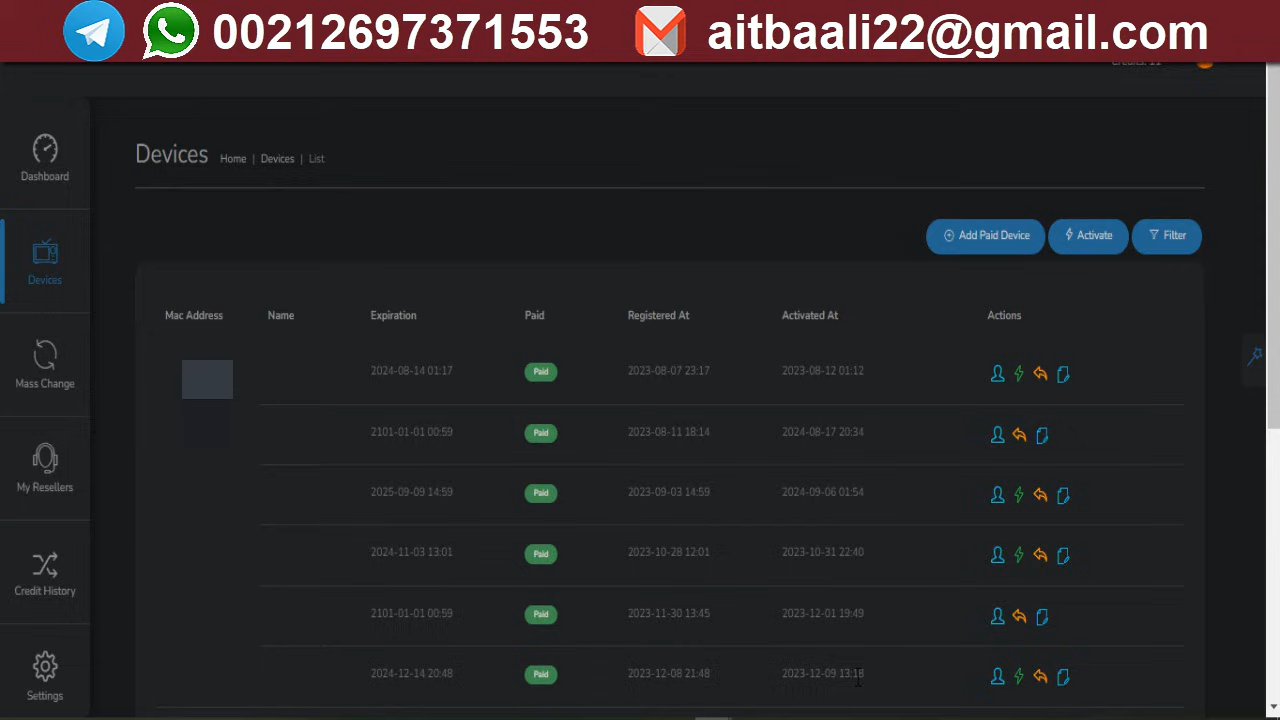 00212697371553 aitbaali22@gmail.com
Dashboard
Devices
Mass Change
My Resellers
Credit History
Settings
Devices Home | Devices | List
Add Paid Device Activate Filter
Mac Address Name Expiration Paid Registered At Activated At Actions
2024-08-14 01:17 Paid 2023-08-07 23:17 2023-08-12 01:12
2101-01-01 00:59 Paid 2023-08-11 18:14 2024-08-17 20:34
2025-09-09 14:59 Paid 2023-09-03 14:59 2024-09-06 01:54
2024-11-03 13:01 Paid 2023-10-28 12:01 2023-10-31 22:40
2101-01-01 00:59 Paid 2023-11-30 13:45 2023-12-01 19:49
2024-12-14 20:48 Paid 2023-12-08 21:48 2023-12-09 13:18